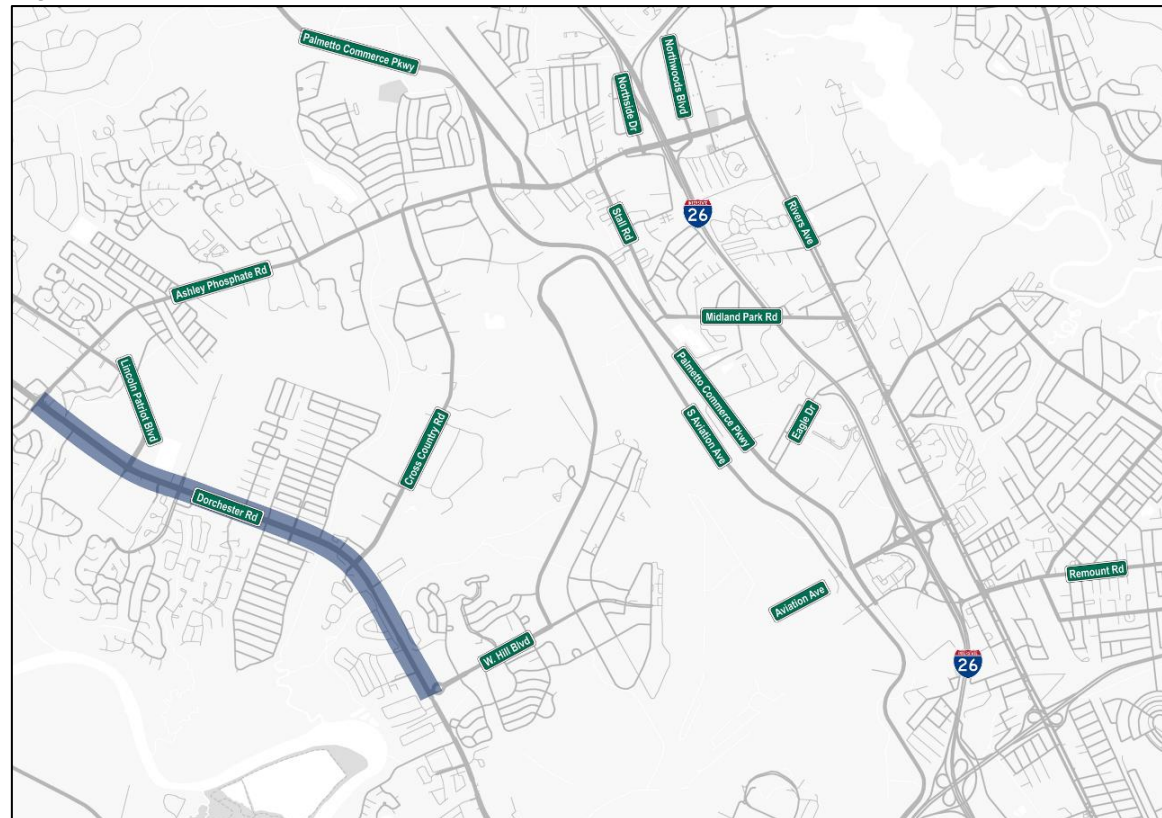 Palmetto Commerce Pkwy
Northside Dr
Northwoods Blvd
26
Stall Rd
Rivers Ave
Ashley Phosphate Rd
Midland Park Rd
Lincoln Patriot Blvd
Cross Country Rd
Palmetto Commerce Pkwy
S Aviation Ave
Eagle Dr
Dorchester Rd
Remount Rd
Aviation Ave
W. Hill Blvd
26